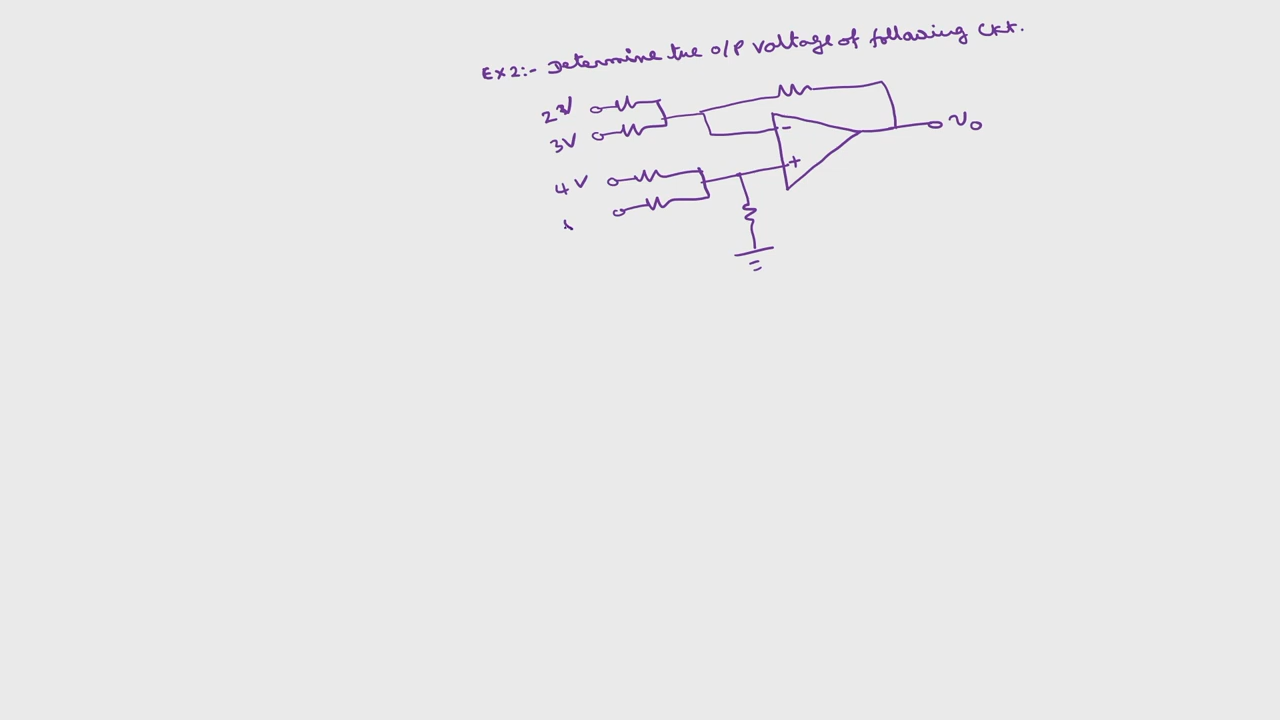 Ex2:- Determine the o/p voltage of following Ckt.
2V
3V
4V
-
+
vo